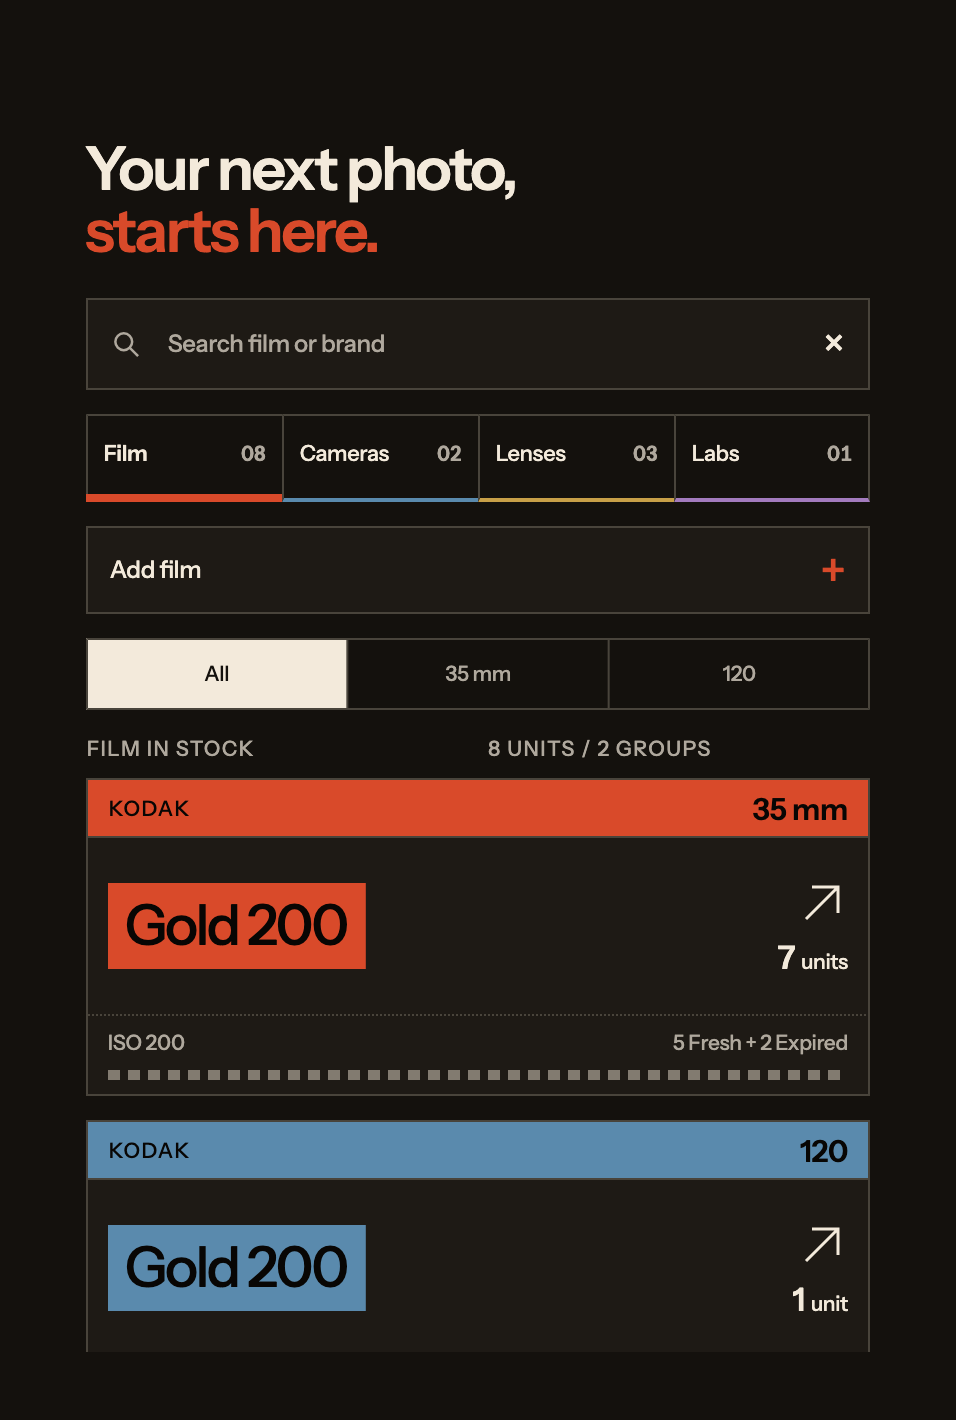 Your next photo,
starts here.
Search film or brand
Film 08 Cameras 02 Lenses 03 Labs 01
Add film
All 35 mm 120
FILM IN STOCK 8 UNITS / 2 GROUPS
KODAK 35 mm
Gold 200
7 units
ISO 200 5 Fresh + 2 Expired
KODAK 120
Gold 200
1 unit